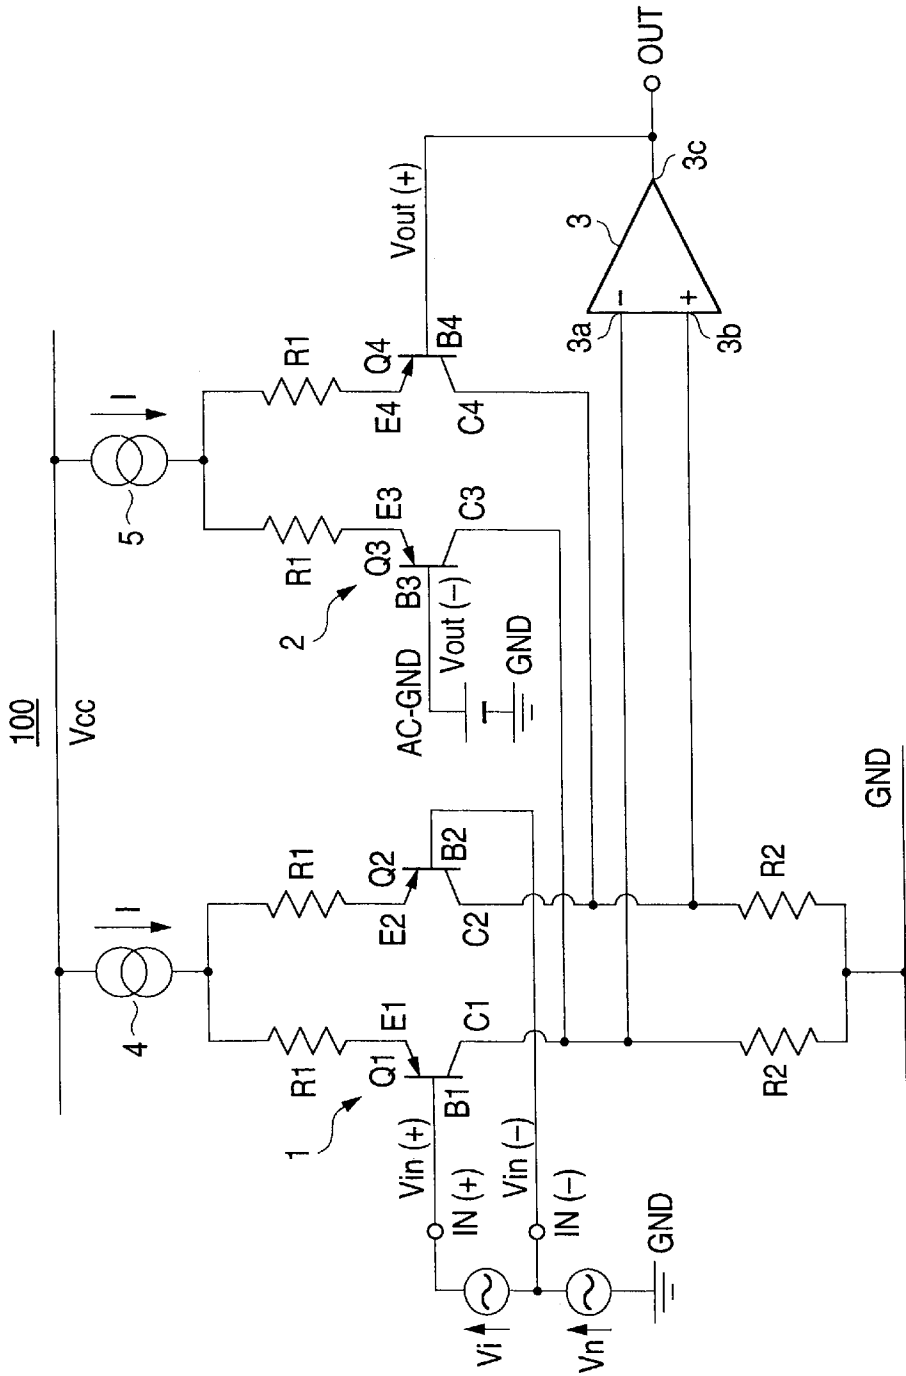 100
Vcc
I
4
R1
R1
1
Q1
E1
B1
C1
Q2
E2
B2
C2
Vin (+)
IN (+)
Vin (−)
IN (−)
Vi
Vn
GND
R2
R2
GND
I
5
R1
R1
2
Q3
E3
B3
C3
Q4
E4
B4
C4
AC-GND
Vout (−)
GND
Vout (+)
3
3a
−
+
3b
3c
OUT